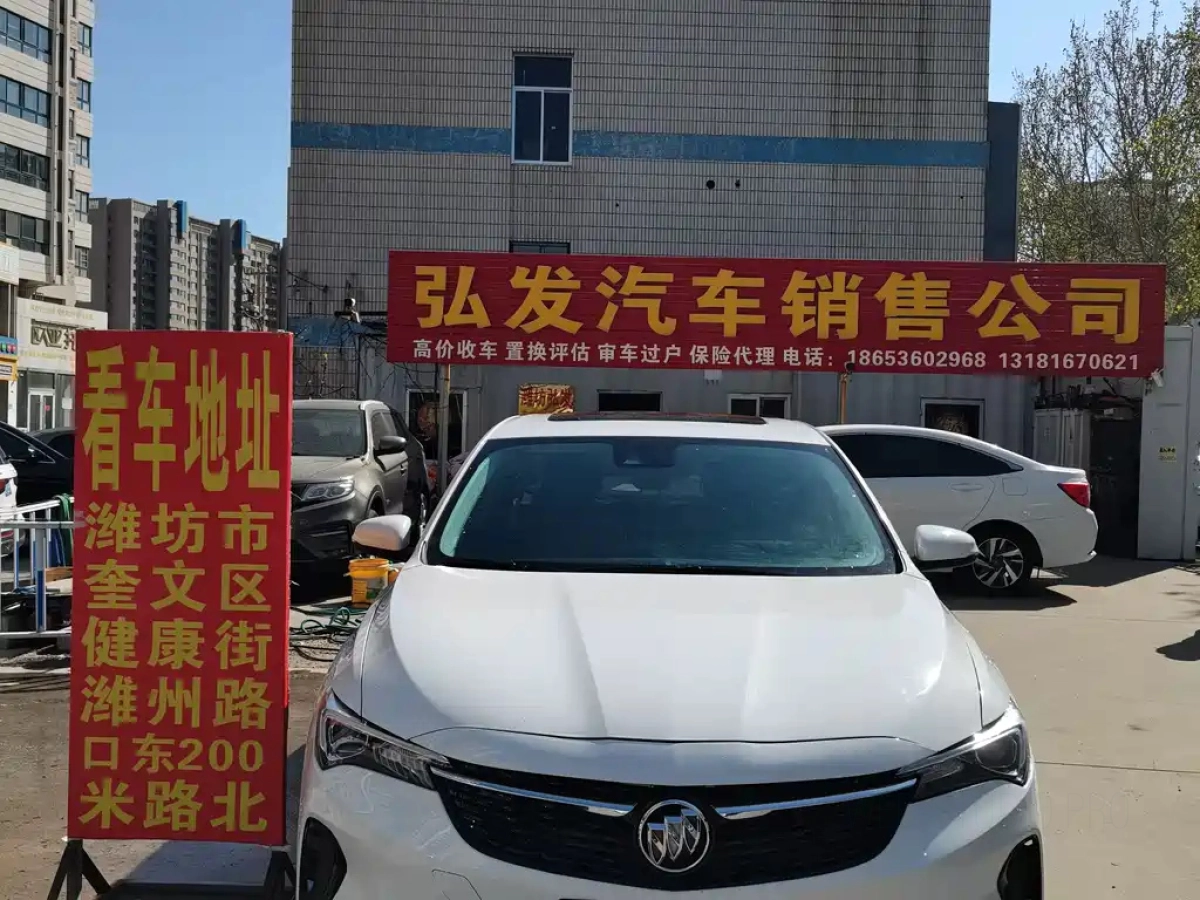 弘发汽车销售公司
高价收车 置换评估 审车过户 保险代理 电话：18653602968 13181670621
看车地址
潍坊市
奎文区
健康街
潍州路
口东200
米路北